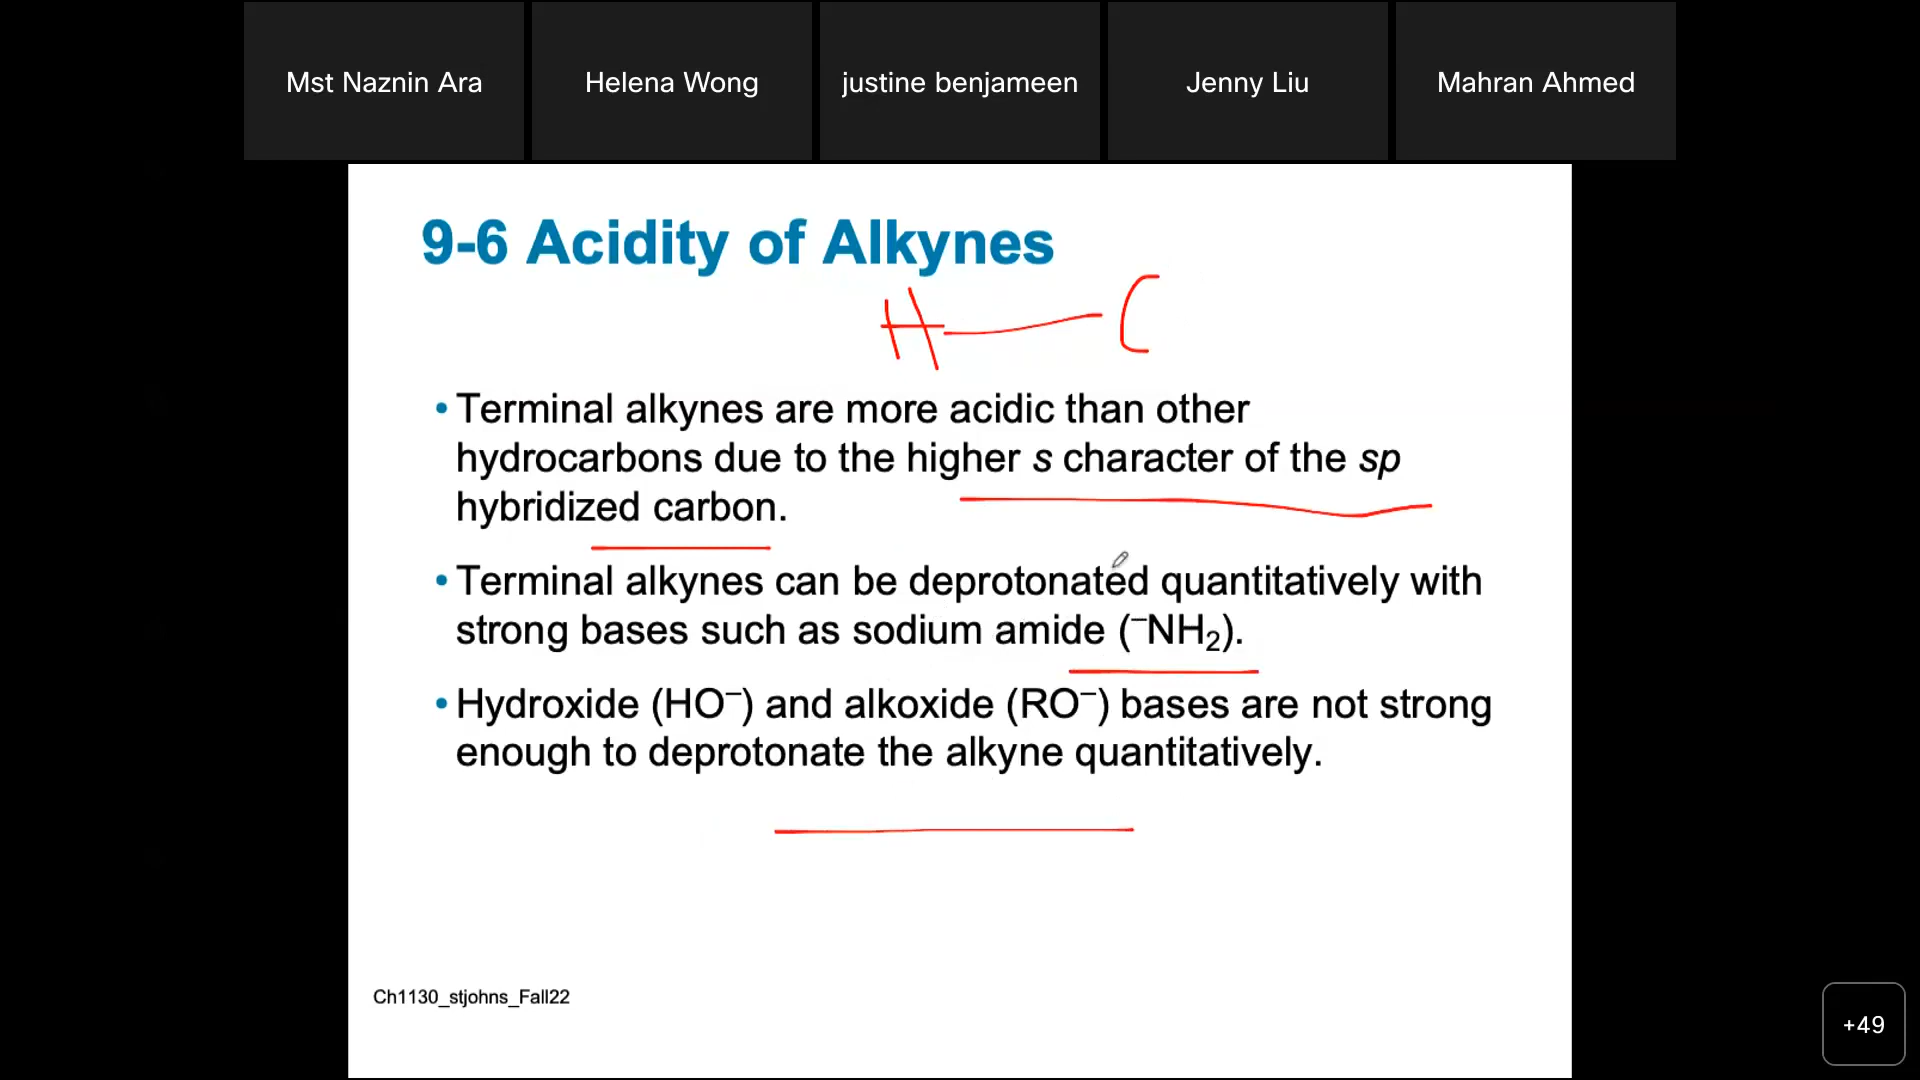 Mst Naznin Ara
Helena Wong
justine benjameen
Jenny Liu
Mahran Ahmed
9-6 Acidity of Alkynes
H—C
• Terminal alkynes are more acidic than other
hydrocarbons due to the higher s character of the sp
hybridized carbon.
• Terminal alkynes can be deprotonated quantitatively with
strong bases such as sodium amide (⁻NH₂).
• Hydroxide (HO⁻) and alkoxide (RO⁻) bases are not strong
enough to deprotonate the alkyne quantitatively.
Ch1130_stjohns_Fall22
+49